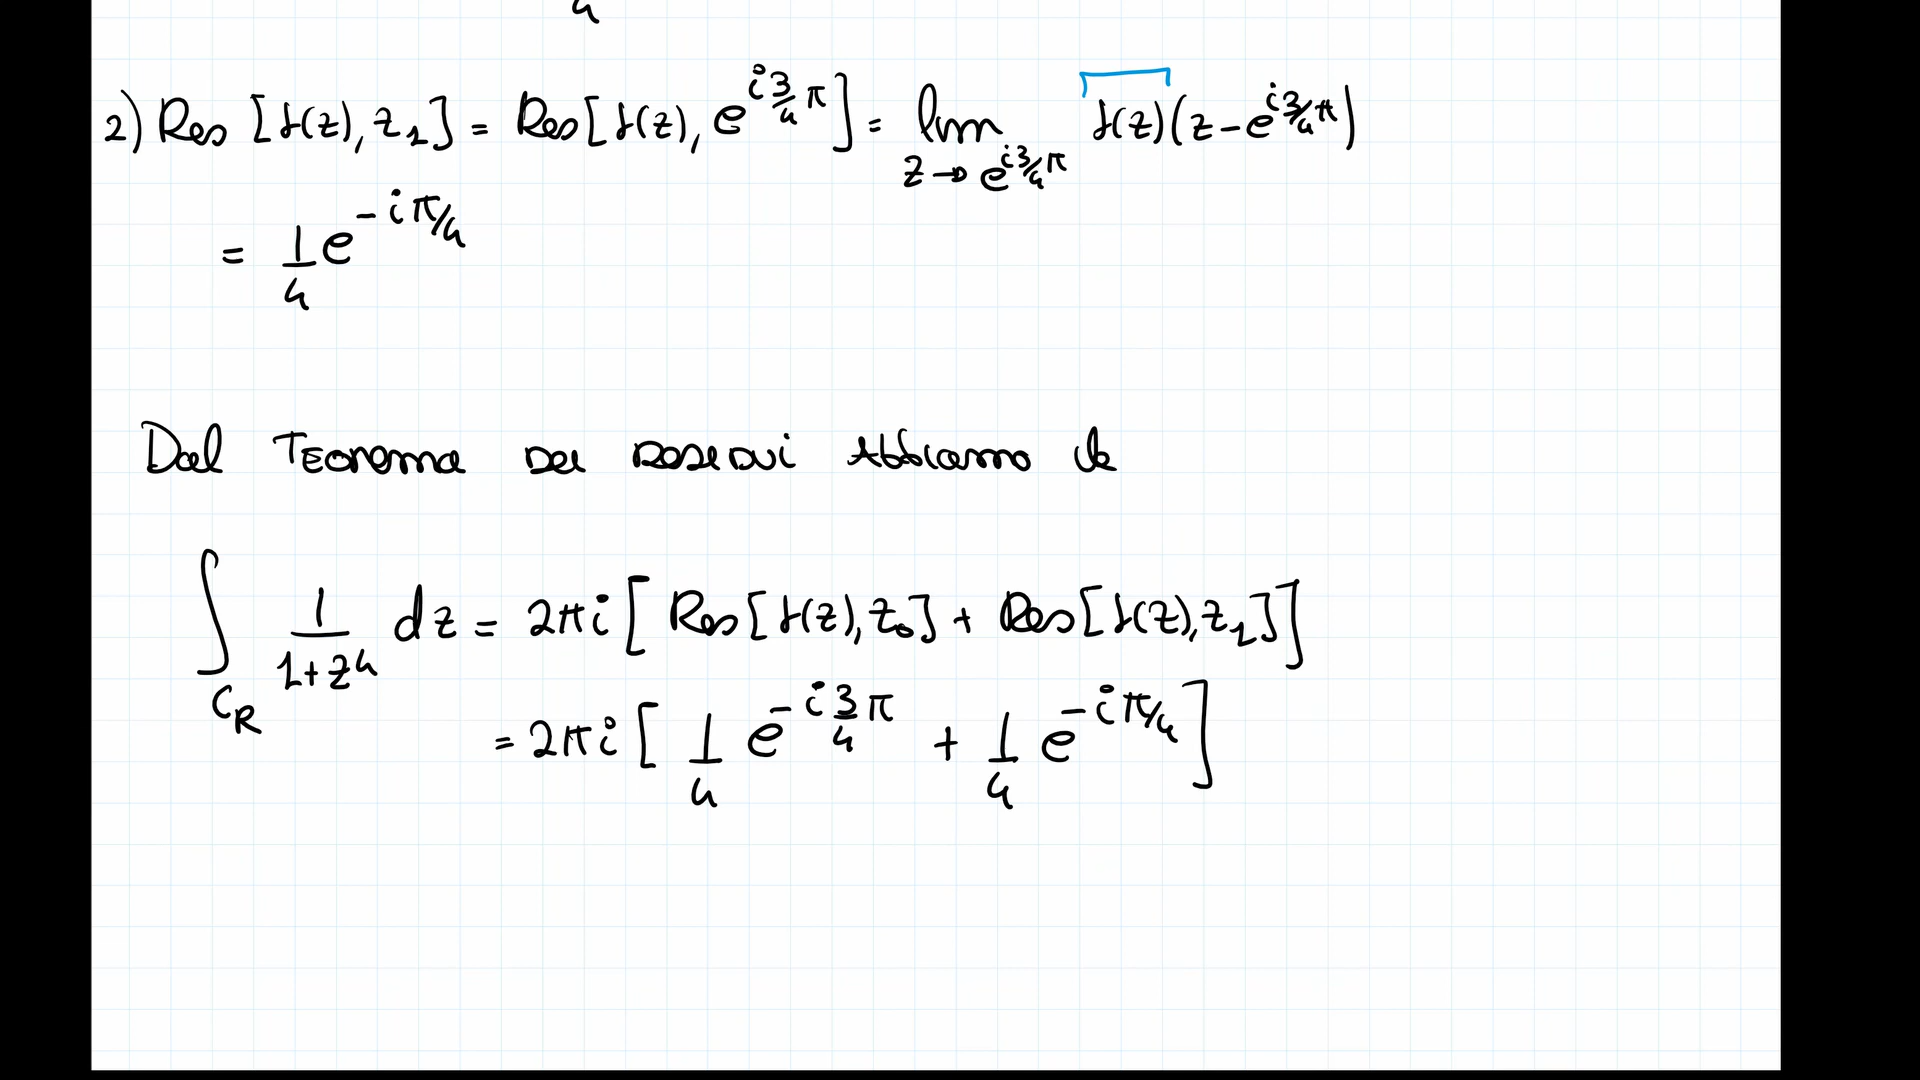 4
2) Res [f(z), z₁] = Res[f(z), e^{i 3/4 π}] = lim_{z → e^{i 3/4 π}} f(z)(z - e^{i 3/4 π})
= 1/4 e^{-iπ/4}
Dal Teorema dei residui Abbiamo che
∫_{C_R} 1/(1+z⁴) dz = 2πi [ Res[f(z), z₀] + Res[f(z), z₁] ]
= 2πi [ 1/4 e^{-i 3/4 π} + 1/4 e^{-iπ/4} ]